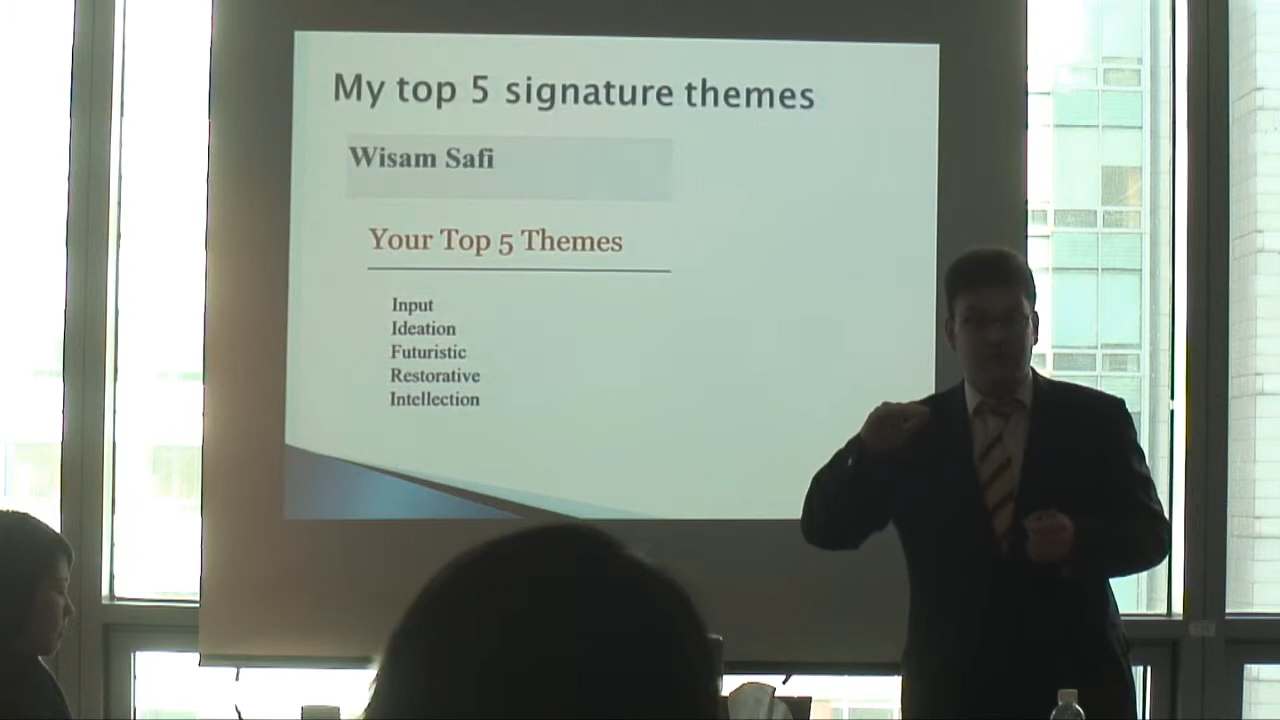 My top 5 signature themes
Wisam Safi
Your Top 5 Themes
Input
Ideation
Futuristic
Restorative
Intellection